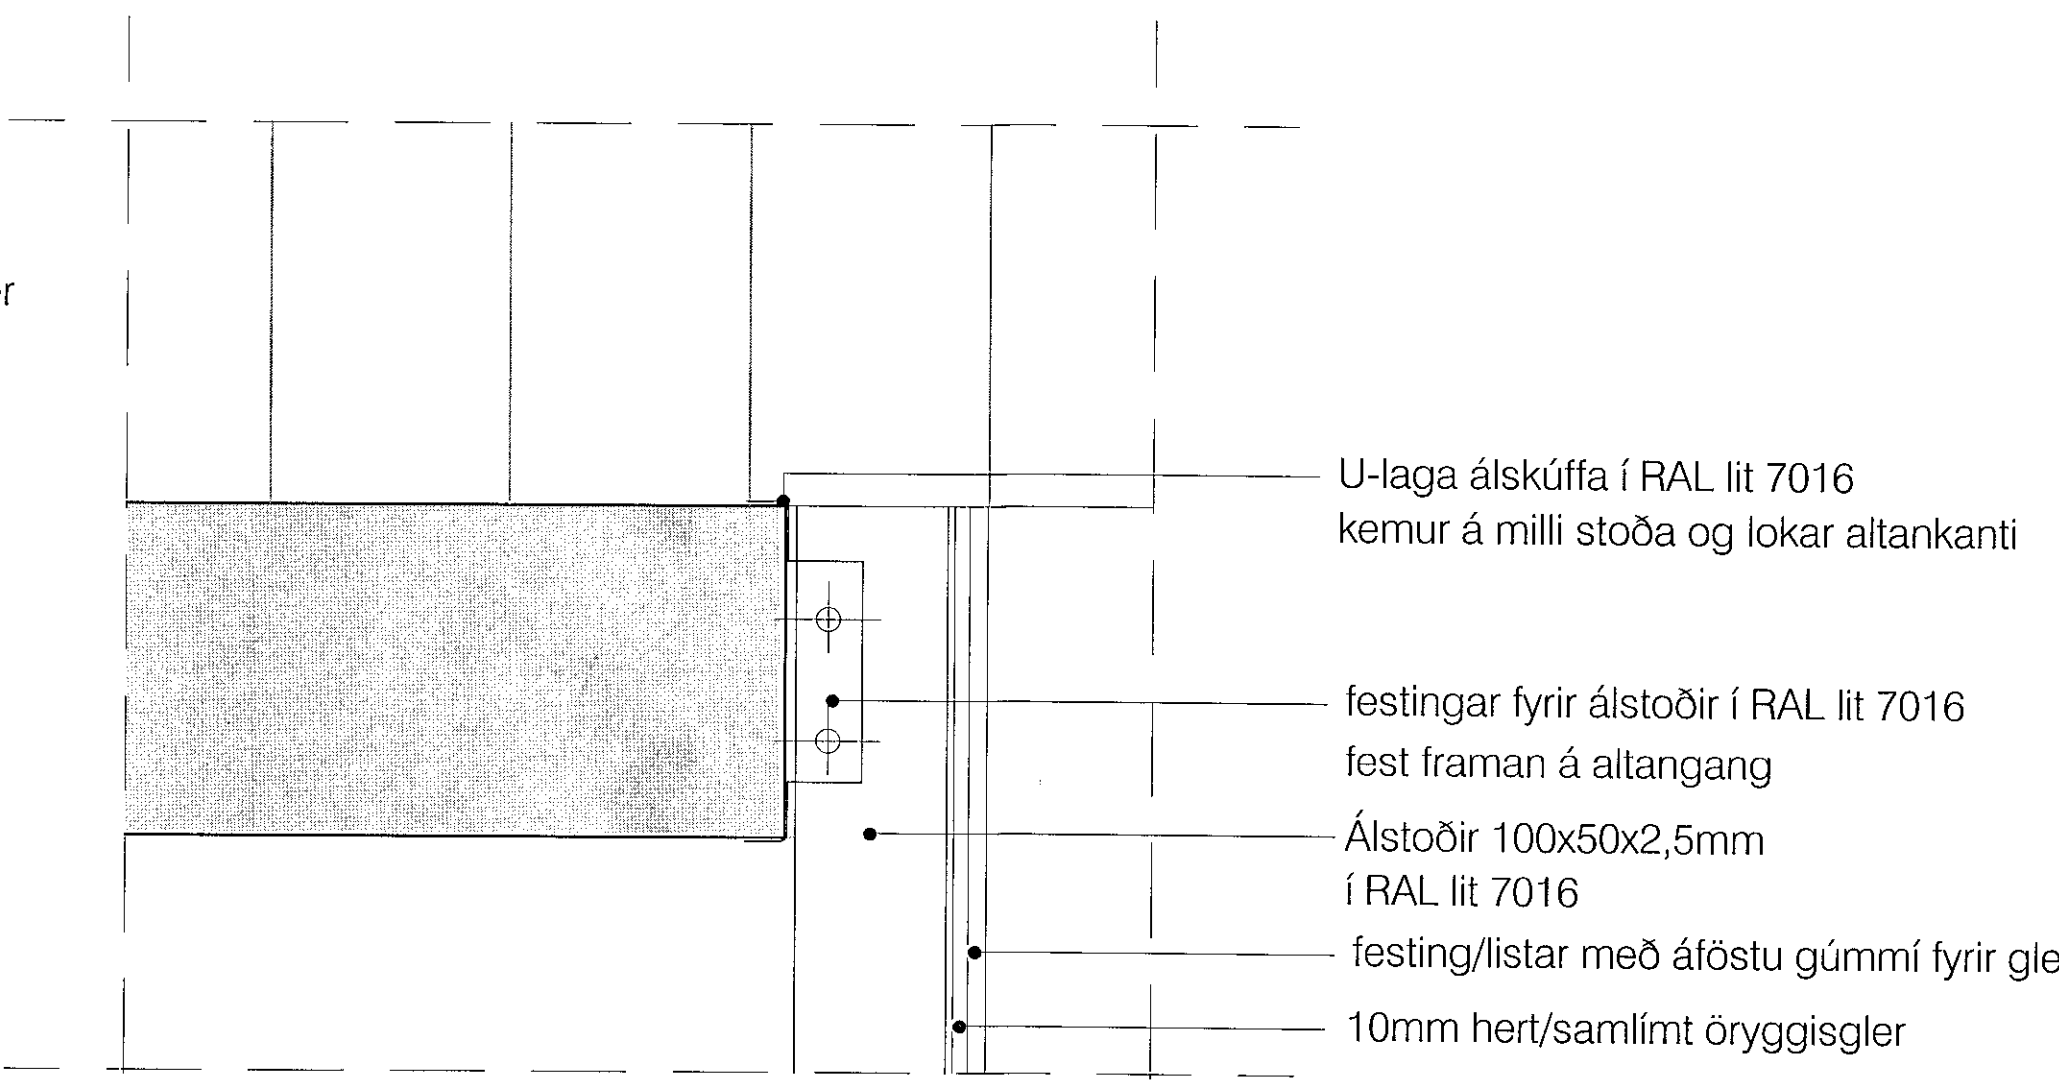 U-laga álskúffa í RAL lit 7016
kemur á milli stoða og lokar altankanti
festingar fyrir álstoðir í RAL lit 7016
fest framan á altangang
Álstoðir 100x50x2,5mm
í RAL lit 7016
festing/listar með áföstu gúmmí fyrir gle
10mm hert/samlímt öryggisgler